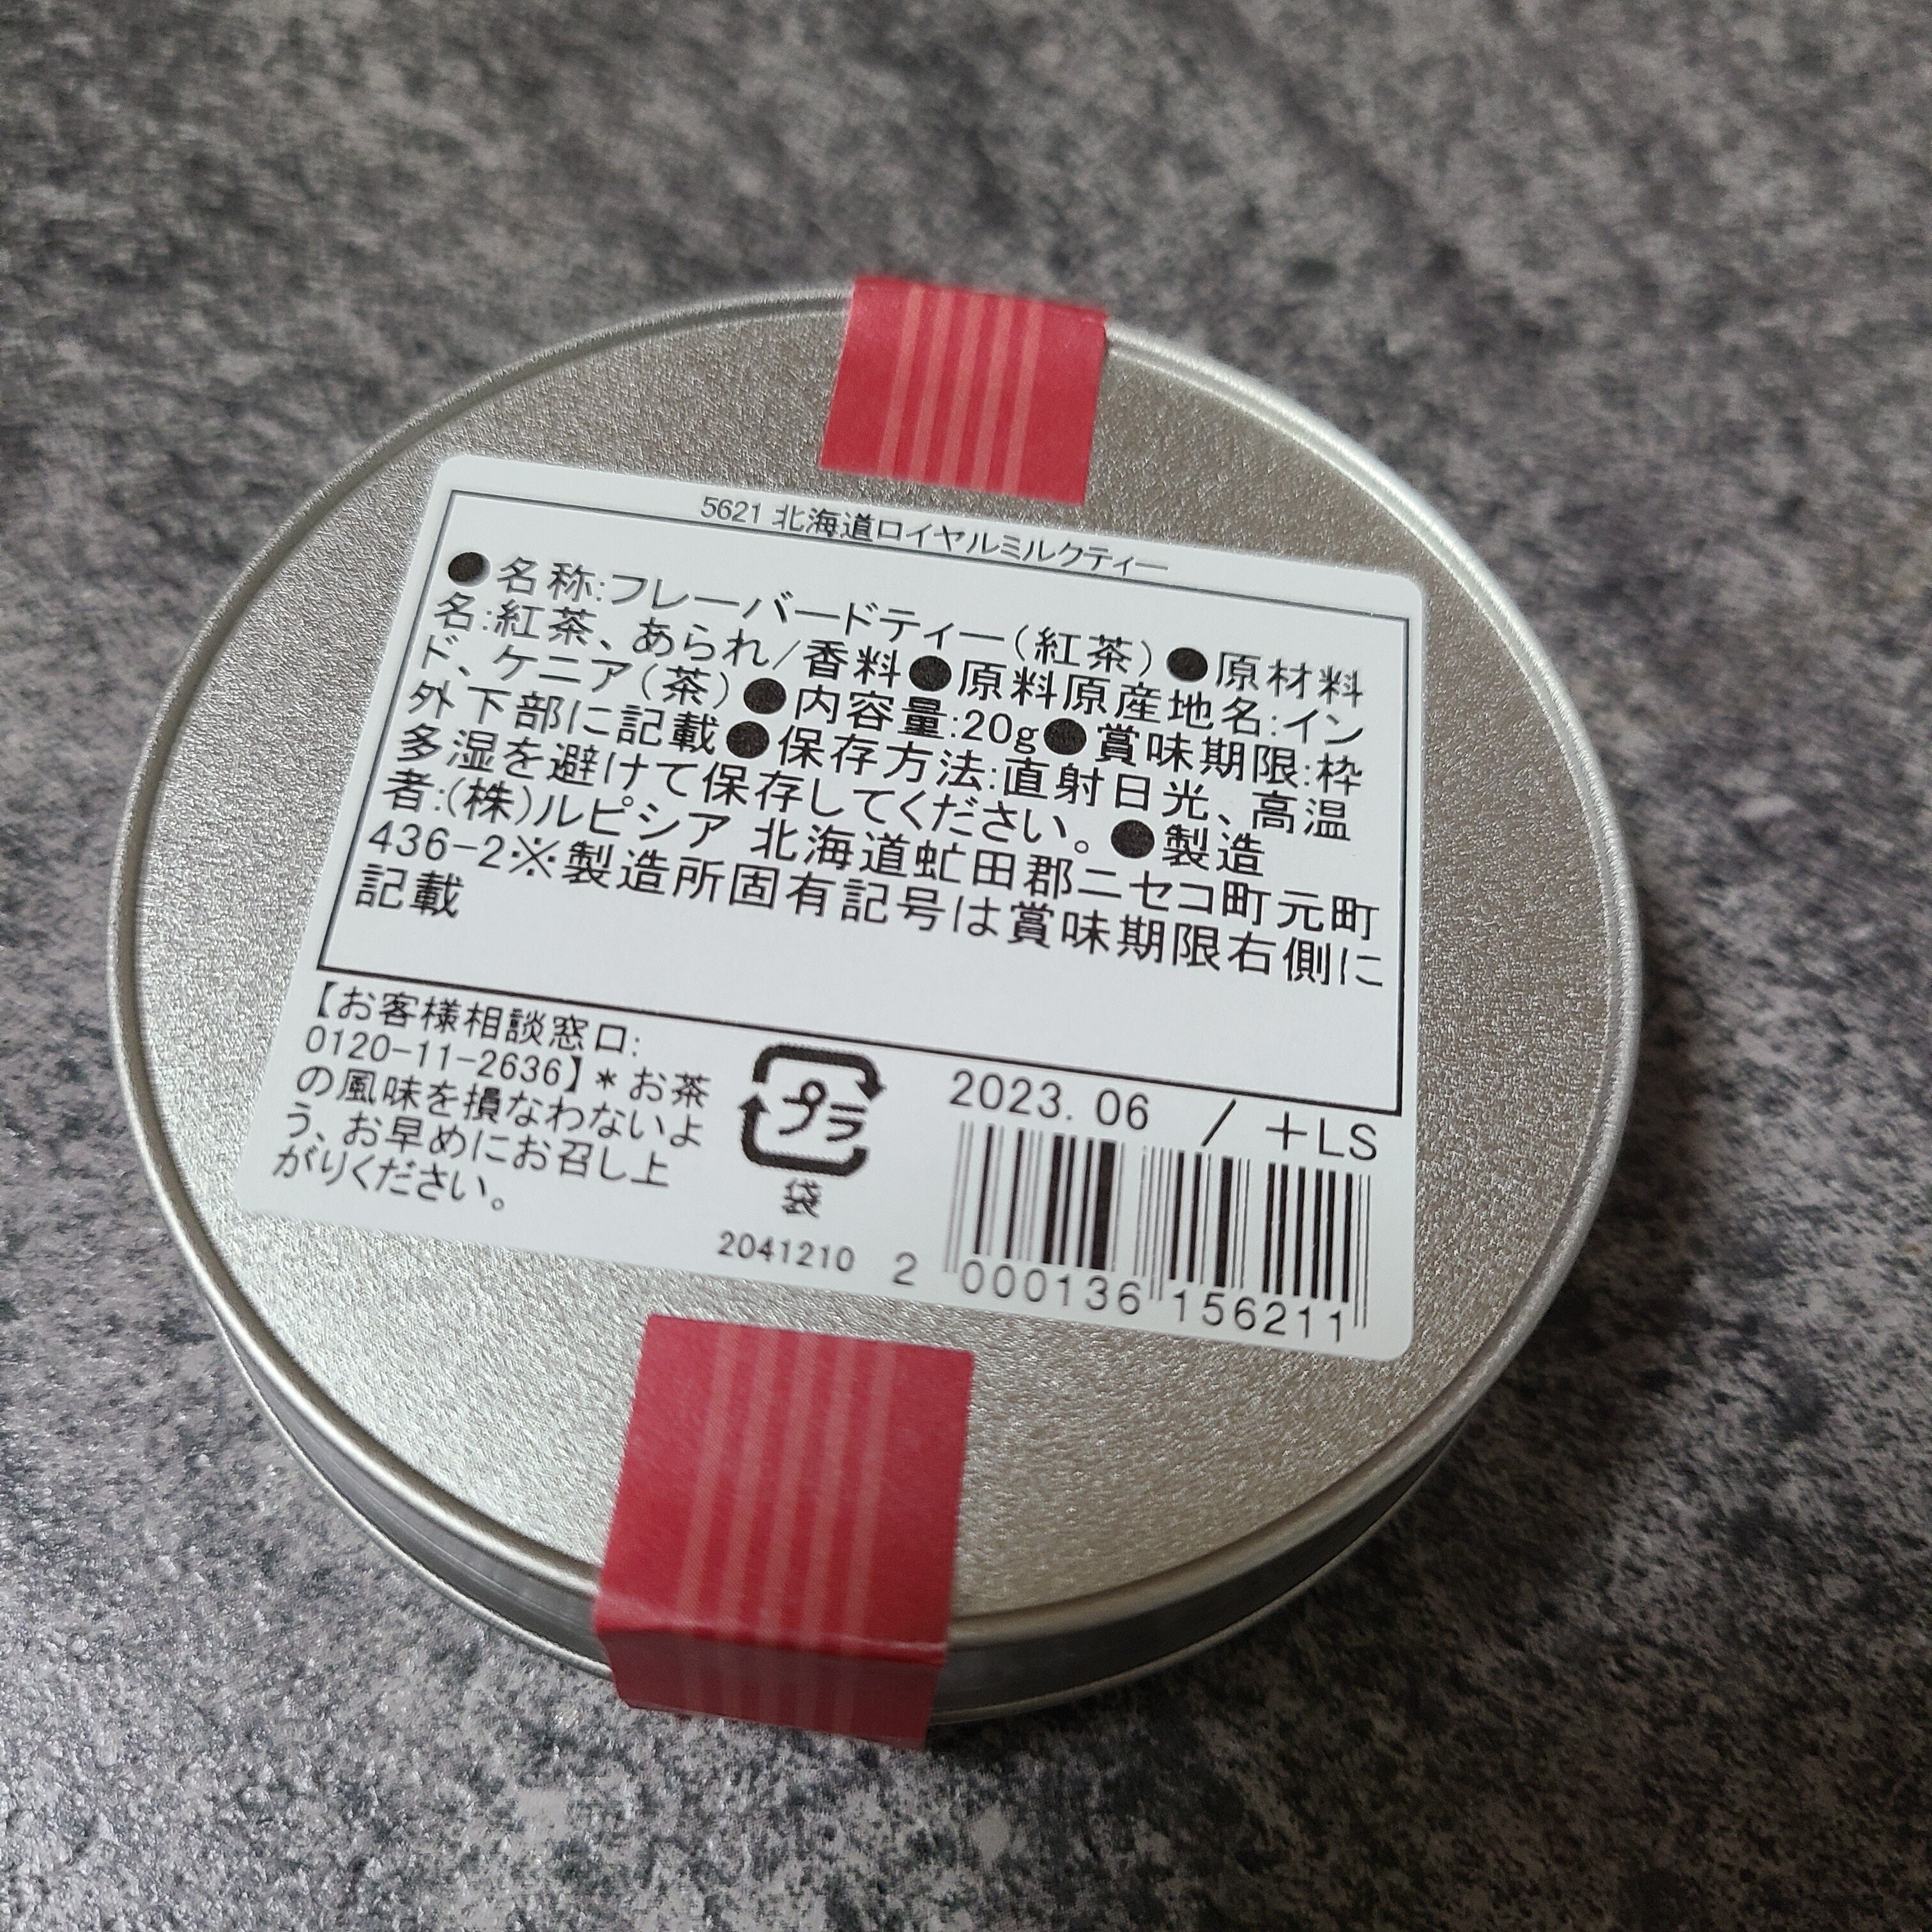 5621 北海道ロイヤルミルクティー
●名称:フレーバードティー(紅茶)●原材料
名:紅茶、あられ/香料●原料原産地名:イン
ド、ケニア(茶)●内容量:20g●賞味期限:枠
外下部に記載●保存方法:直射日光、高温
多湿を避けて保存してください。●製造
者:(株)ルピシア 北海道虻田郡ニセコ町元町
436-2※製造所固有記号は賞味期限右側に
記載
【お客様相談窓口:
0120-11-2636】*お茶
の風味を損なわないよ
う、お早めにお召し上
がりください。
プラ
袋
2041210
2023.06 / +LS
2 000136 156211